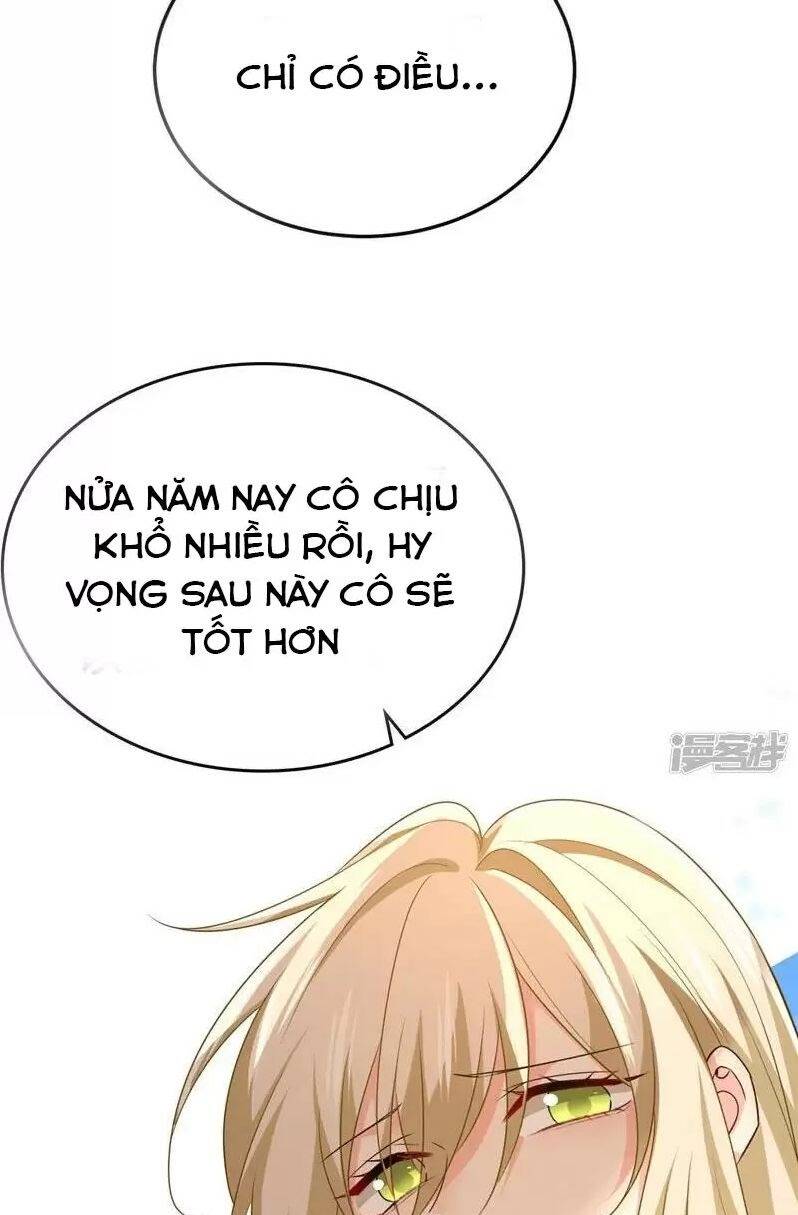 CHỈ CÓ ĐIỀU...
NỬA NĂM NAY CÔ CHỊU
KHỔ NHIỀU RỒI, HY
VỌNG SAU NÀY CÔ SẼ
TỐT HƠN
漫客栈